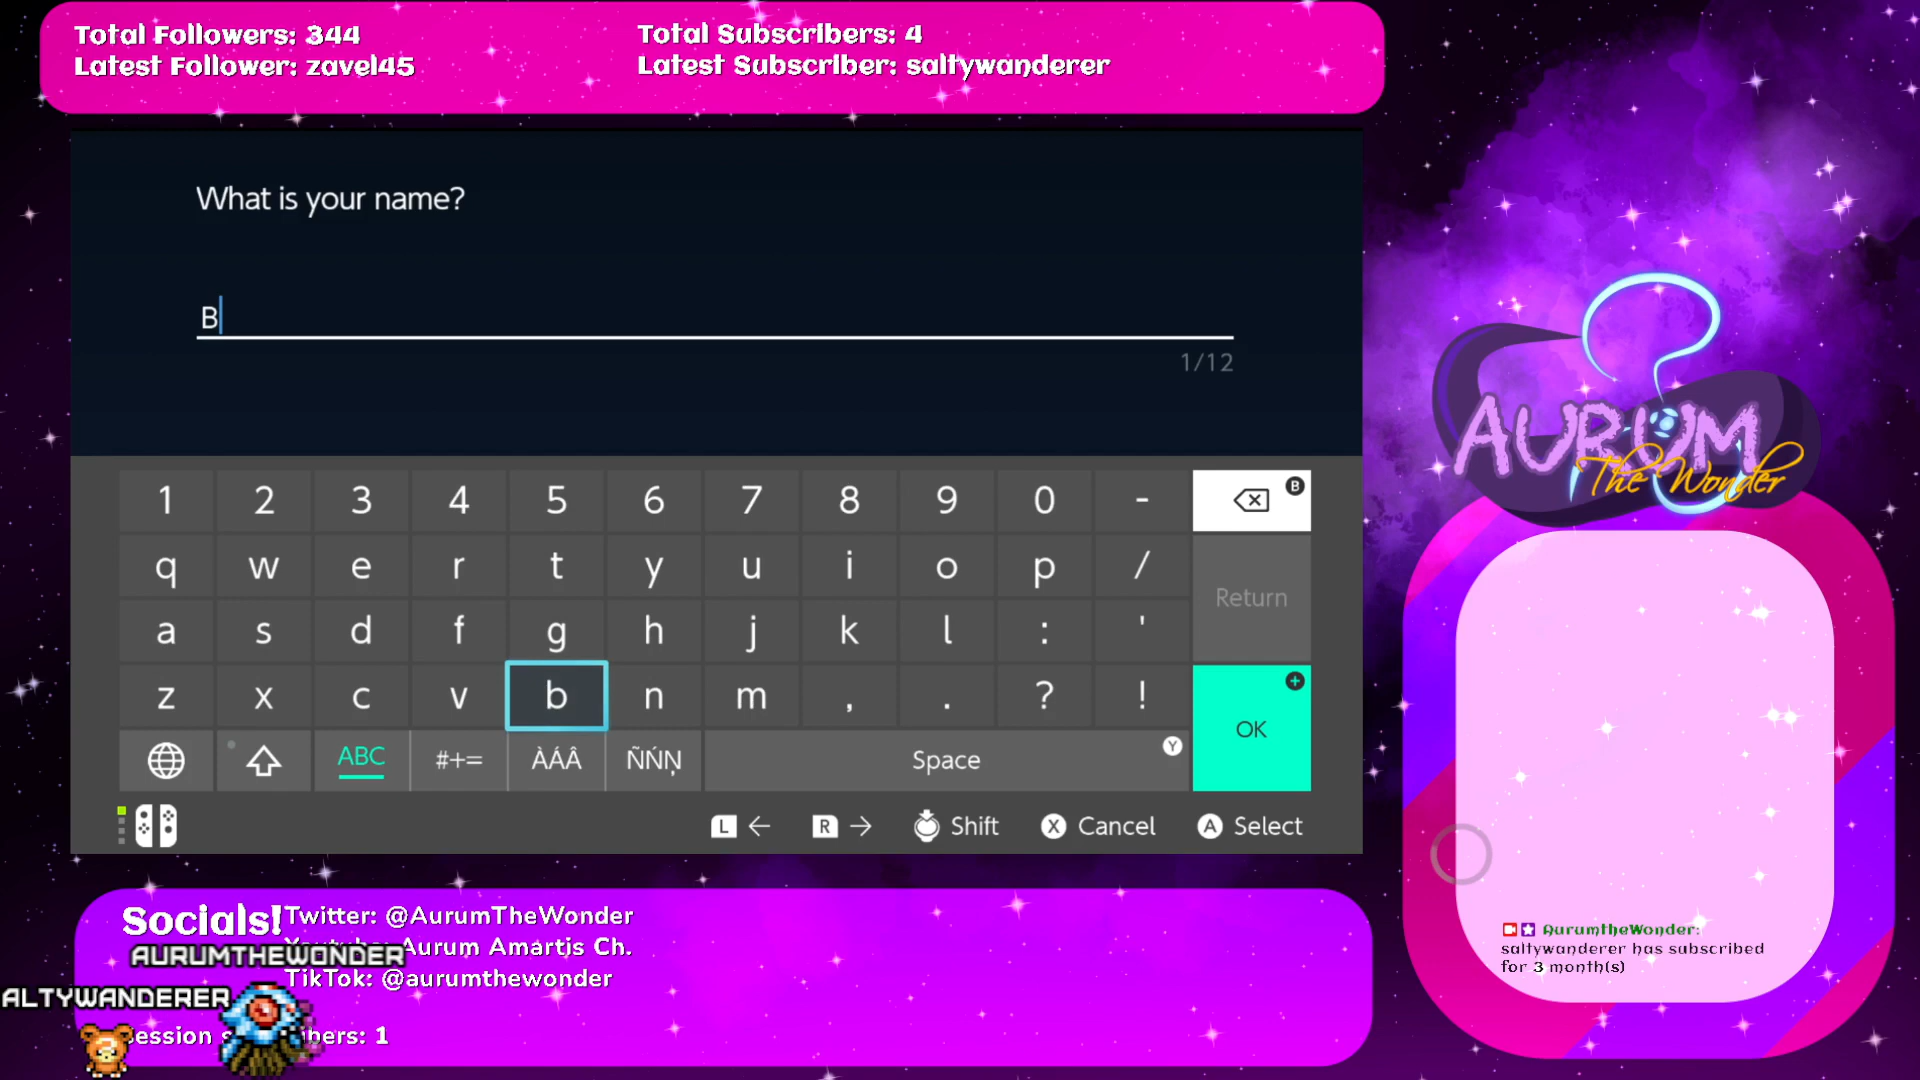 Total Followers: 344
Latest Follower: zavel45
Total Subscribers: 4
Latest Subscriber: saltywanderer
What is your name?
B
1/12
1 2 3 4 5 6 7 8 9 0 - B
q w e r t y u i o p /
Return
a s d f g h j k l : '
z x c v b n m , . ? !
OK
ABC #+= ÀÁÂ ÑŃŅ Space Y
L ← R → Shift X Cancel A Select
AURUM
The Wonder
Socials!
Twitter: @AurumTheWonder
Aurum Amartis Ch.
AURUMTHEWONDER
TikTok: @aurumthewonder
ALTYWANDERER
1
AurumtheWonder:
saltywanderer has subscribed
for 3 month(s)